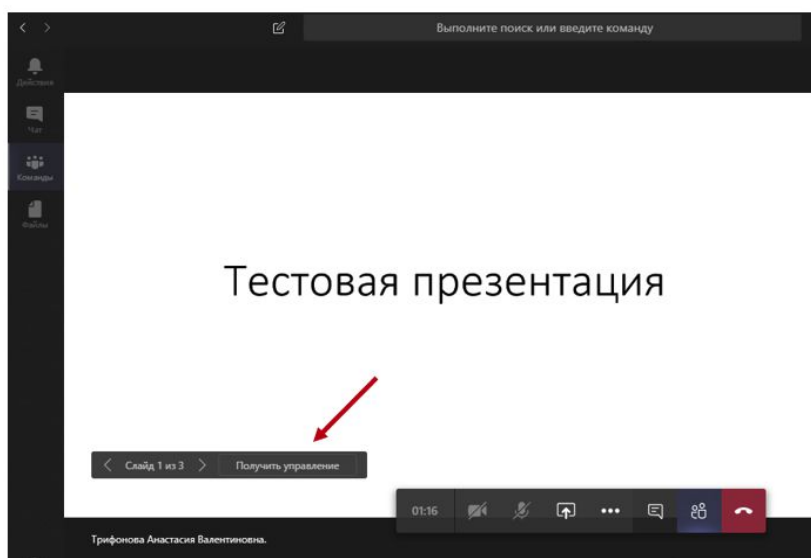 Выполните поиск или введите команду
Действия
Чат
Команды
Файлы
Тестовая презентация
Слайд 1 из 3 Получить управление
01:16
Трифонова Анастасия Валентиновна.